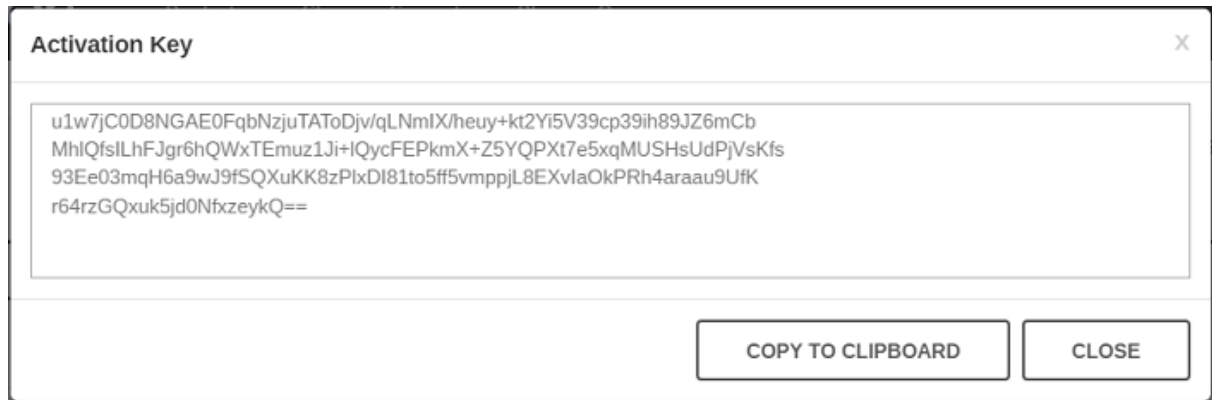 Activation Key
X
u1w7jC0D8NGAE0FqbNzjuTAToDjv/qLNmIX/heuy+kt2Yi5V39cp39ih89JZ6mCb
MhlQfsILhFJgr6hQWxTEmuz1Ji+lQycFEPkmX+Z5YQPXt7e5xqMUSHsUdPjVsKfs
93Ee03mqH6a9wJ9fSQXuKK8zPlxDI81to5ff5vmppjL8EXvIaOkPRh4araau9UfK
r64rzGQxuk5jd0NfxzeykQ==
COPY TO CLIPBOARD
CLOSE